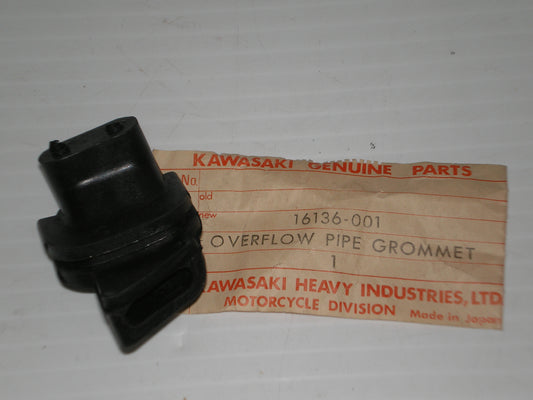 KAWASAKI GENUINE PARTS
No.
old
new 16136-001
OVERFLOW PIPE GROMMET
1
KAWASAKI HEAVY INDUSTRIES, LTD.
MOTORCYCLE DIVISION Made in Japan